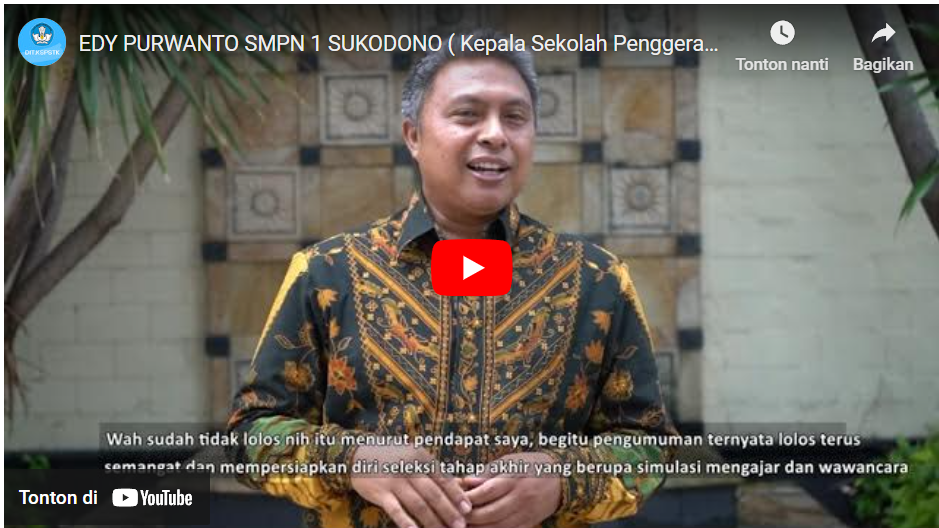 DIT.KEPSTK
EDY PURWANTO SMPN 1 SUKODONO ( Kepala Sekolah Penggera…
Tonton nanti
Bagikan
Wah sudah tidak lolos nih itu menurut pendapat saya, begitu pengumuman ternyata lolos terus
semangat dan mempersiapkan diri seleksi tahap akhir yang berupa simulasi mengajar dan wawancara
Tonton di YouTube